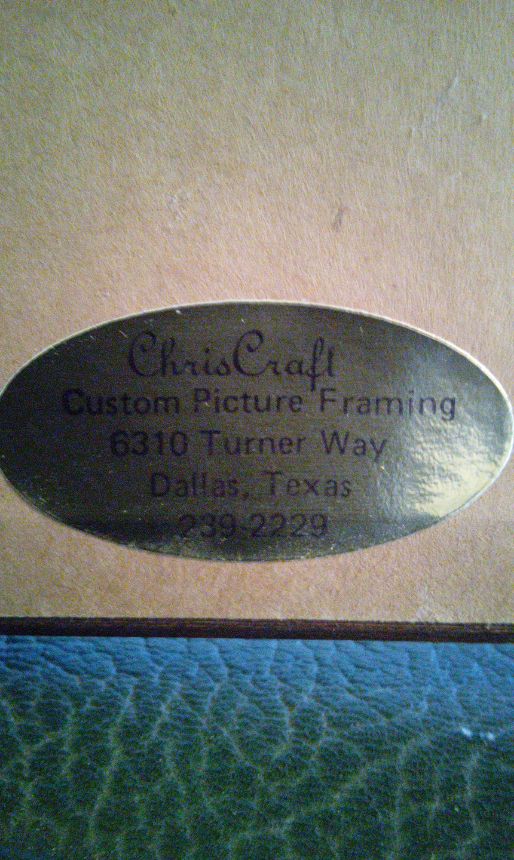 ChrisCraft
Custom Picture Framing
6310 Turner Way
Dallas, Texas
239-2229